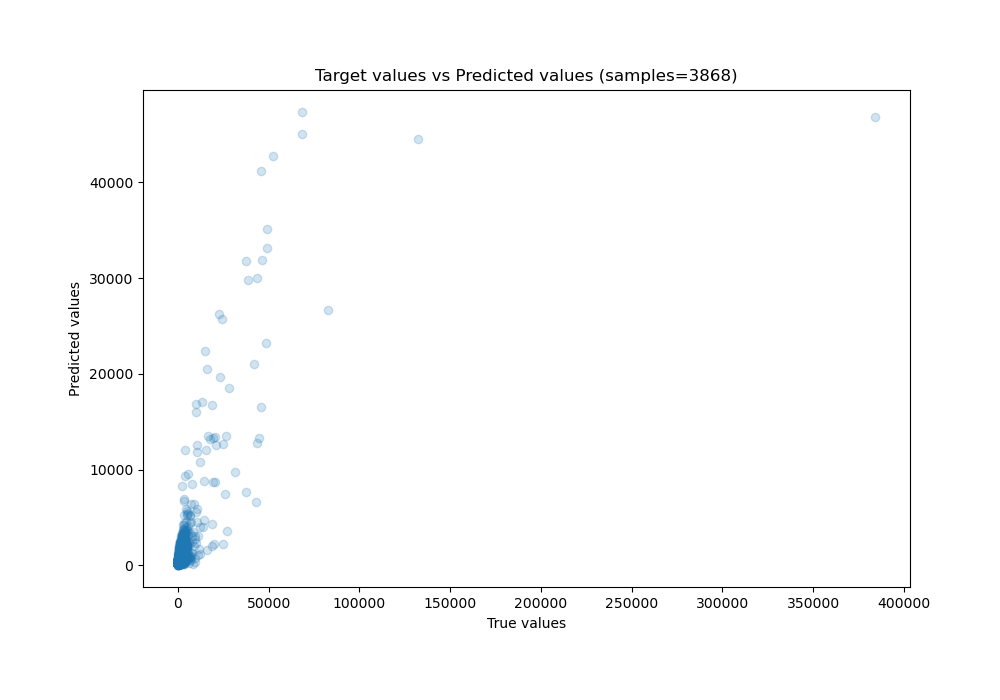 Target values vs Predicted values (samples=3868)
Predicted values
40000
30000
20000
10000
0
0 50000 100000 150000 200000 250000 300000 350000 400000
True values